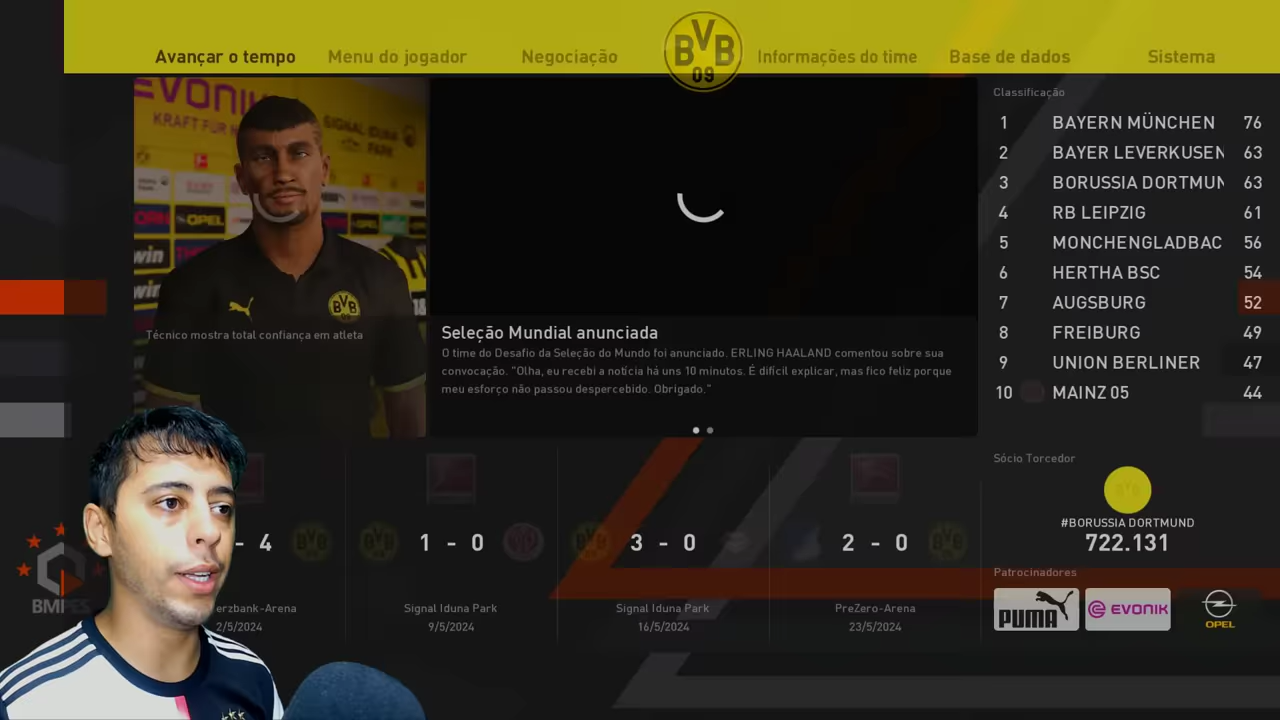 Avançar o tempo
Menu do jogador
Negociação
BVB
09
Informações do time
Base de dados
Sistema
EVONIK
KRAFT FÜR
SIGNAL IDUNA
PARK
OPEL
win
BVB
09
Técnico mostra total confiança em atleta
Seleção Mundial anunciada
O time do Desafio da Seleção do Mundo foi anunciado. ERLING HAALAND comentou sobre sua
convocação. "Olha, eu recebi a notícia há uns 10 minutos. É difícil explicar, mas fico feliz porque
meu esforço não passou despercebido. Obrigado."
Classificação
1 BAYERN MÜNCHEN 76
2 BAYER LEVERKUSEN 63
3 BORUSSIA DORTMUN 63
4 RB LEIPZIG 61
5 MONCHENGLADBAC 56
6 HERTHA BSC 54
7 AUGSBURG 52
8 FREIBURG 49
9 UNION BERLINER 47
10 MAINZ 05 44
- 4
erzbank-Arena
2/5/2024
1 - 0
Signal Iduna Park
9/5/2024
3 - 0
Signal Iduna Park
16/5/2024
2 - 0
PreZero-Arena
23/5/2024
Sócio Torcedor
#BORUSSIA DORTMUND
722.131
Patrocinadores
PUMA
EVONIK
OPEL
BMPES